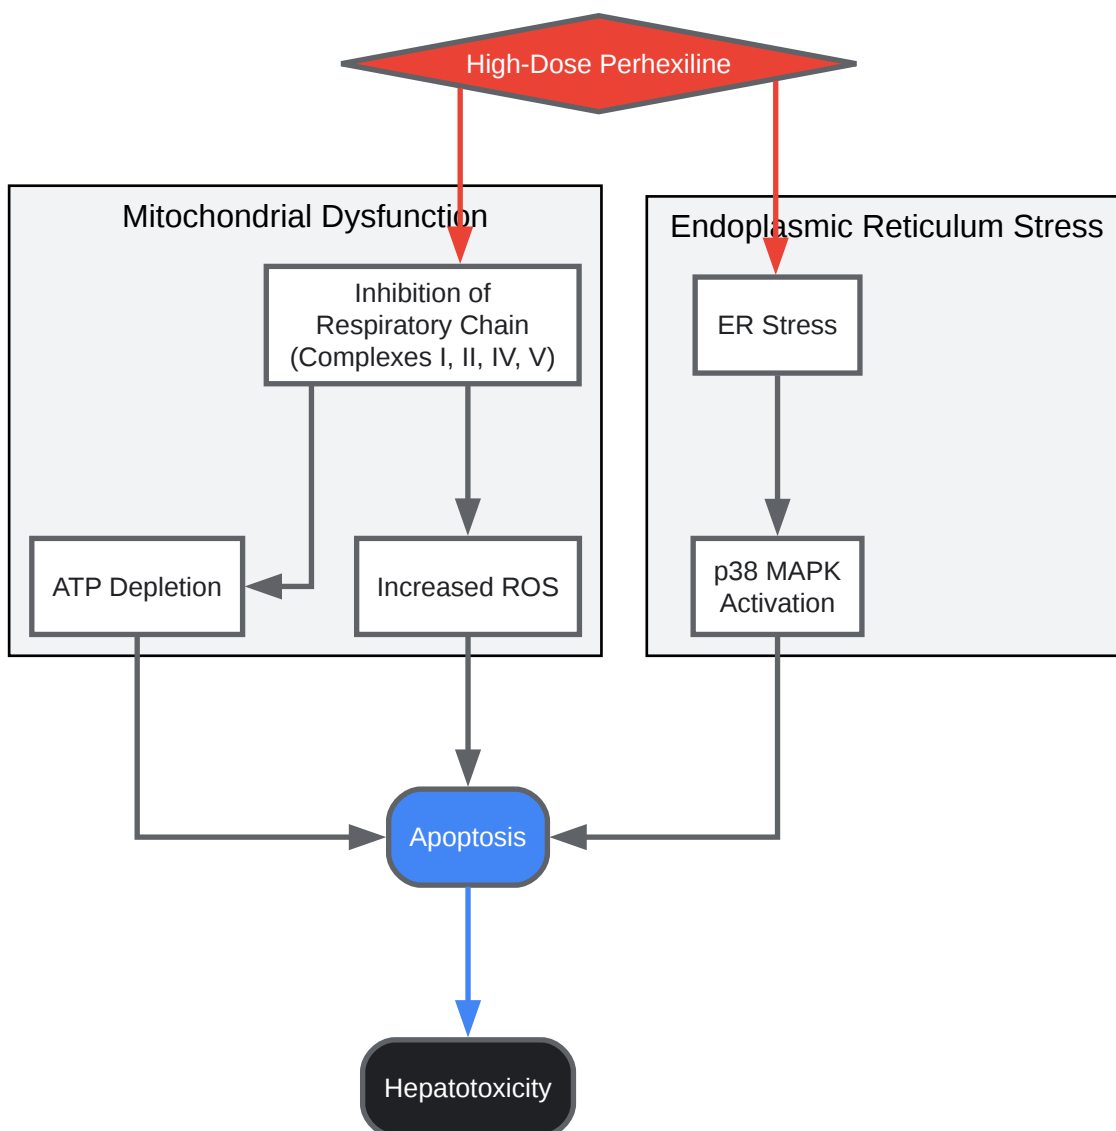 High-Dose Perhexiline
Mitochondrial Dysfunction
Inhibition of
Respiratory Chain
(Complexes I, II, IV, V)
ATP Depletion
Increased ROS
Endoplasmic Reticulum Stress
ER Stress
p38 MAPK
Activation
Apoptosis
Hepatotoxicity